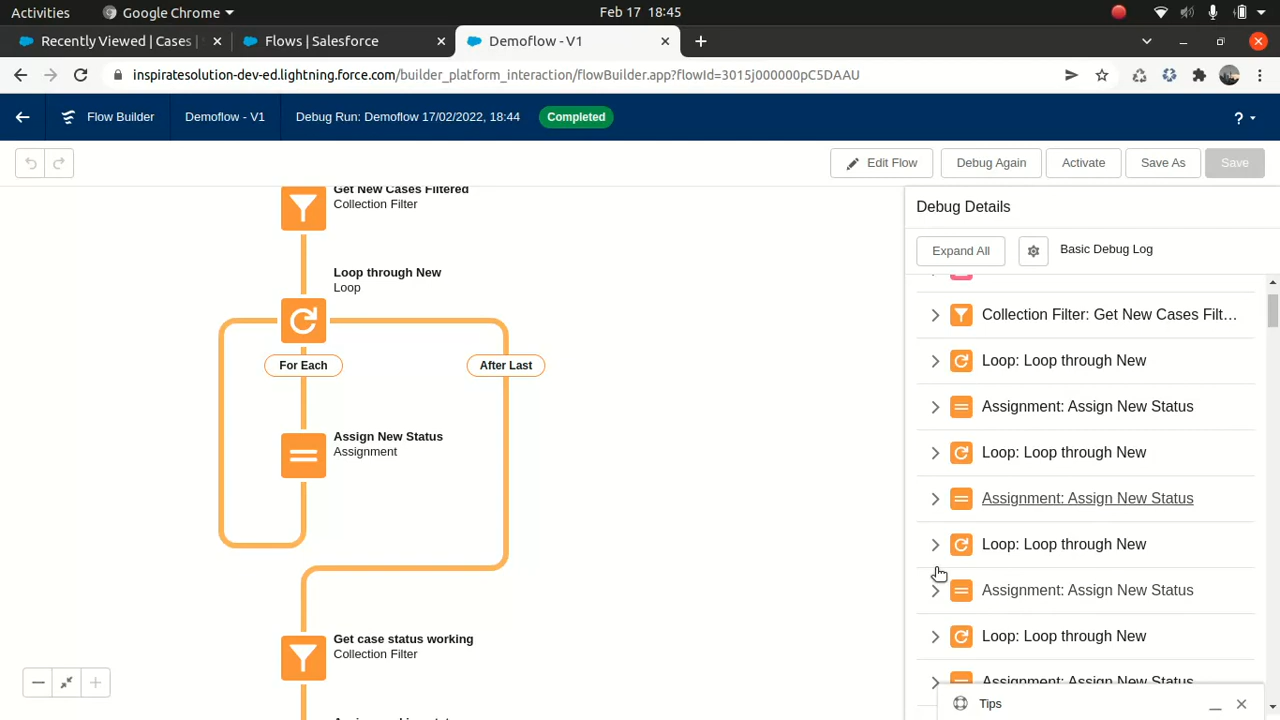 Activities
Google Chrome
Feb 17 18:45
Recently Viewed | Cases |
Flows | Salesforce
Demoflow - V1
inspiratesolution-dev-ed.lightning.force.com/builder_platform_interaction/flowBuilder.app?flowId=3015j000000pC5DAAU
Flow Builder
Demoflow - V1
Debug Run: Demoflow 17/02/2022, 18:44
Completed
?
Edit Flow
Debug Again
Activate
Save As
Save
Get New Cases Filtered
Collection Filter
Loop through New
Loop
For Each
After Last
Assign New Status
Assignment
Get case status working
Collection Filter
Debug Details
Expand All
Basic Debug Log
Collection Filter: Get New Cases Filt...
Loop: Loop through New
Assignment: Assign New Status
Loop: Loop through New
Assignment: Assign New Status
Loop: Loop through New
Assignment: Assign New Status
Loop: Loop through New
Assignment: Assign New Status
Tips